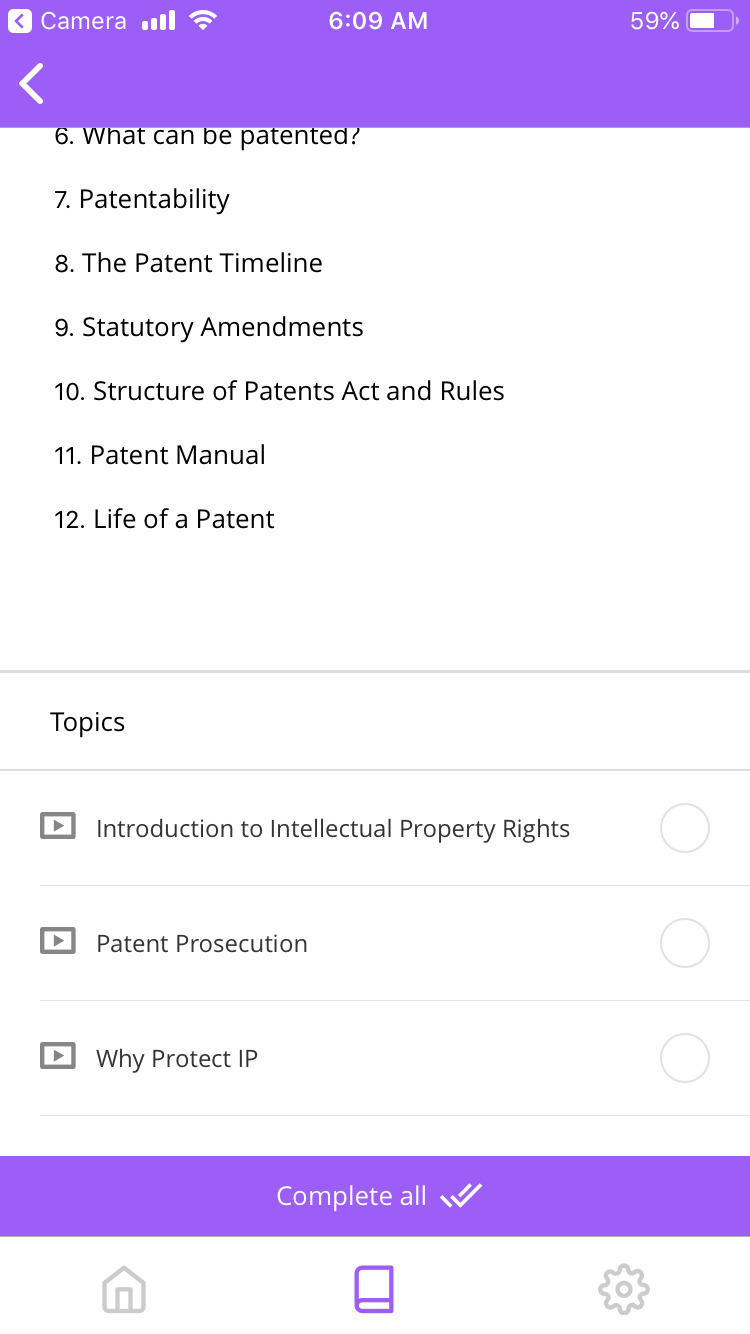 Camera
6:09 AM
59%
6. What can be patented?
7. Patentability
8. The Patent Timeline
9. Statutory Amendments
10. Structure of Patents Act and Rules
11. Patent Manual
12. Life of a Patent
Topics
Introduction to Intellectual Property Rights
Patent Prosecution
Why Protect IP
Complete all